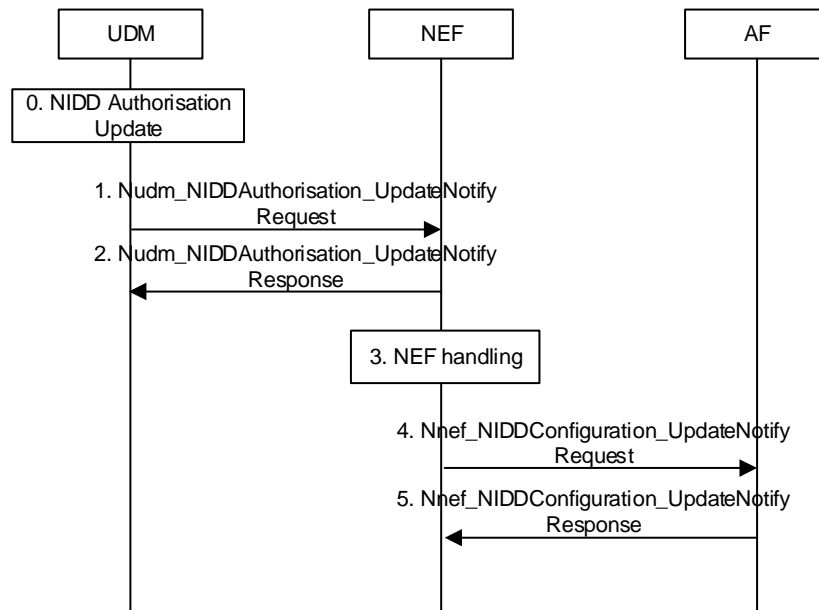 UDM
NEF
AF
0. NIDD Authorisation
Update
1. Nudm_NIDDAuthorisation_UpdateNotify
Request
2. Nudm_NIDDAuthorisation_UpdateNotify
Response
3. NEF handling
4. Nnef_NIDDConfiguration_UpdateNotify
Request
5. Nnef_NIDDConfiguration_UpdateNotify
Response